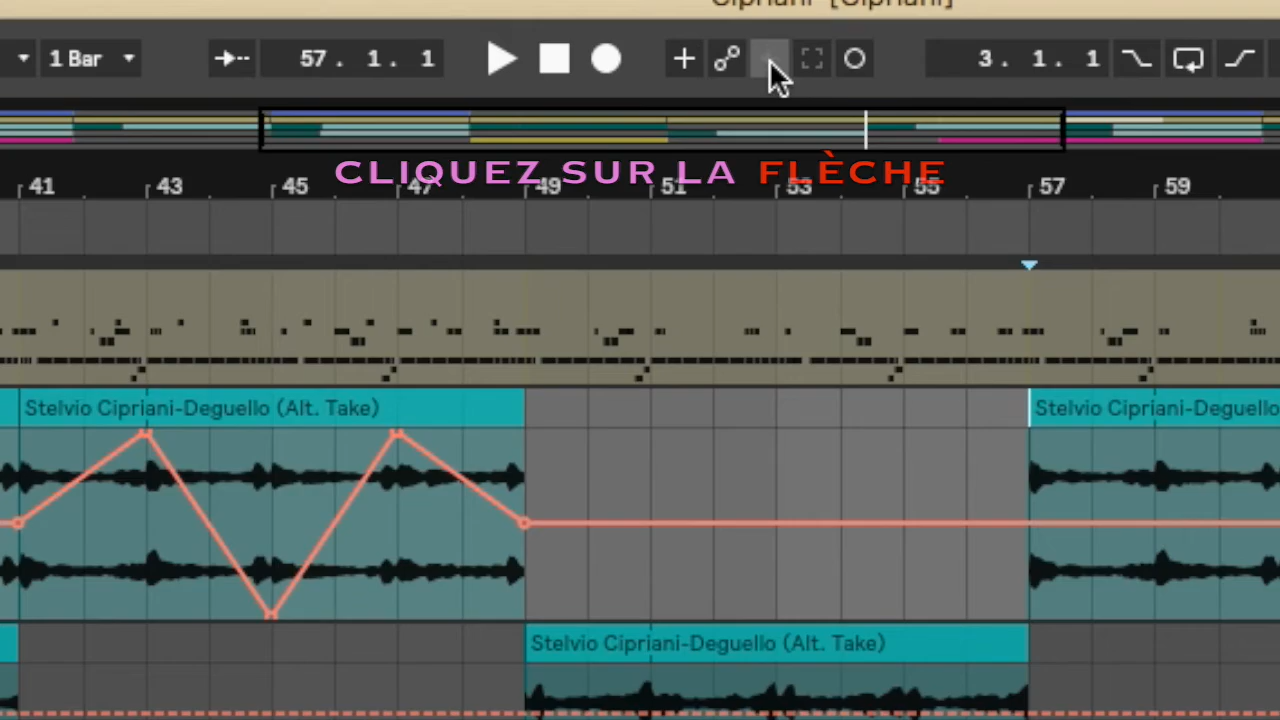 Cipriani [Cipriani]
1 Bar
57. 1. 1
3. 1. 1
CLIQUEZ SUR LA FLÈCHE
41 43 45 47 49 51 53 55 57 59
Stelvio Cipriani-Deguello (Alt. Take)
Stelvio Cipriani-Deguello
Stelvio Cipriani-Deguello (Alt. Take)